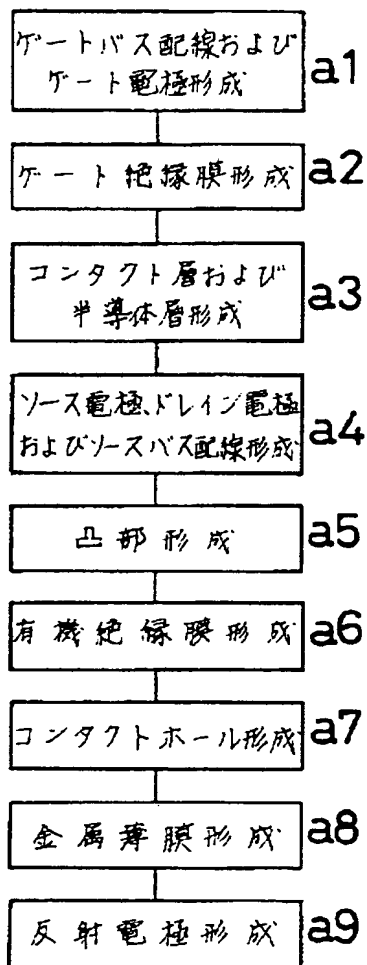 ゲートバス配線および
ゲート電極形成
a1
ゲート絶縁膜形成
a2
コンタクト層および
半導体層形成
a3
ソース電極、ドレイン電極
およびソースバス配線形成
a4
凸部形成
a5
有機絶縁膜形成
a6
コンタクトホール形成
a7
金属薄膜形成
a8
反射電極形成
a9